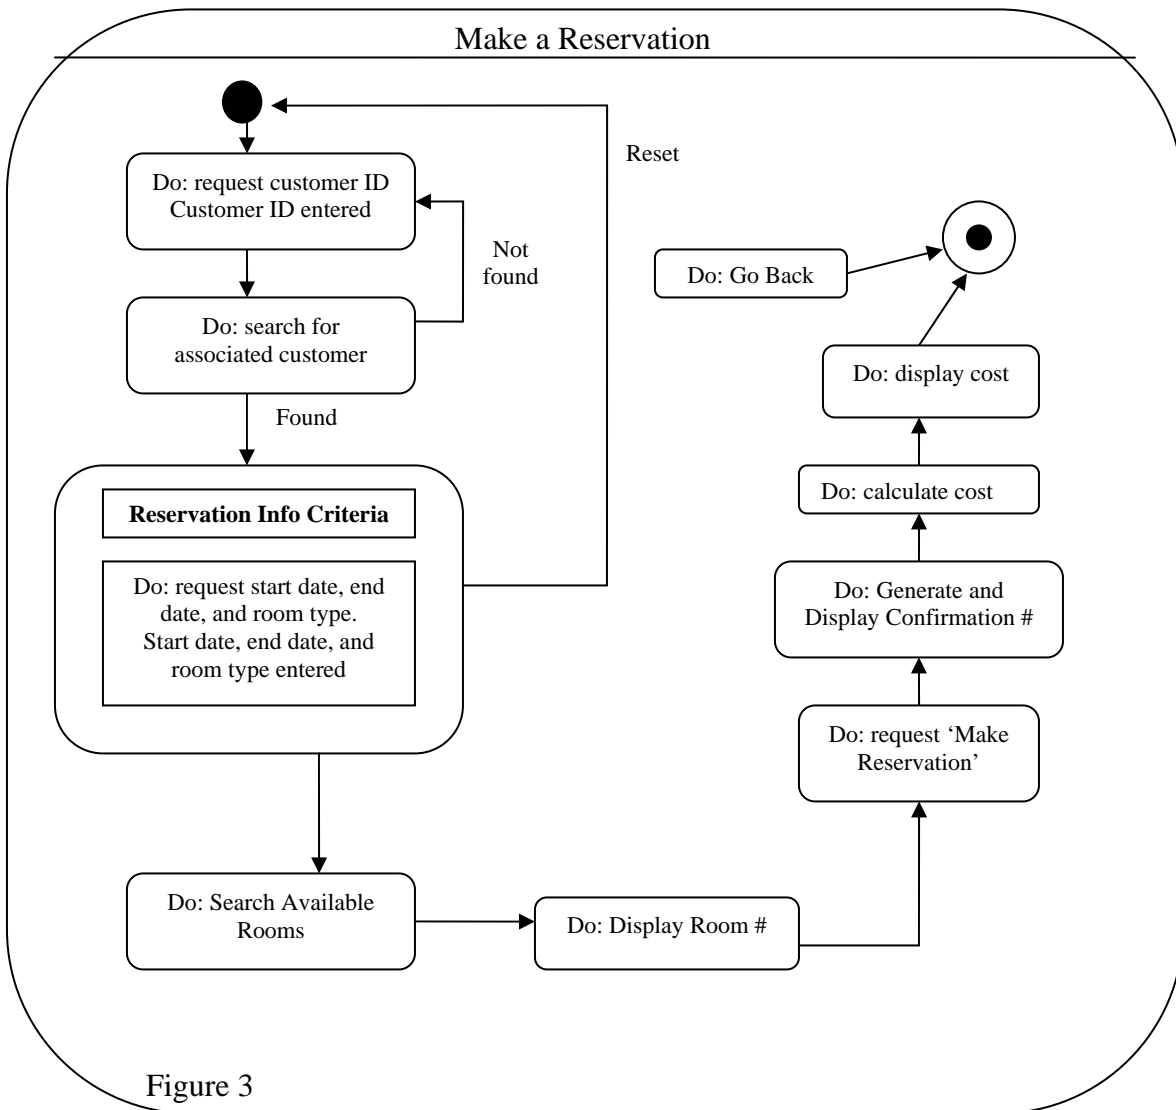 Make a Reservation
Reset
Do: request customer ID
Customer ID entered
Not
found
Do: search for
associated customer
Found
Reservation Info Criteria
Do: request start date, end
date, and room type.
Start date, end date, and
room type entered
Do: Search Available
Rooms
Do: Display Room #
Do: request ‘Make
Reservation’
Do: Generate and
Display Confirmation #
Do: calculate cost
Do: display cost
Do: Go Back
Figure 3